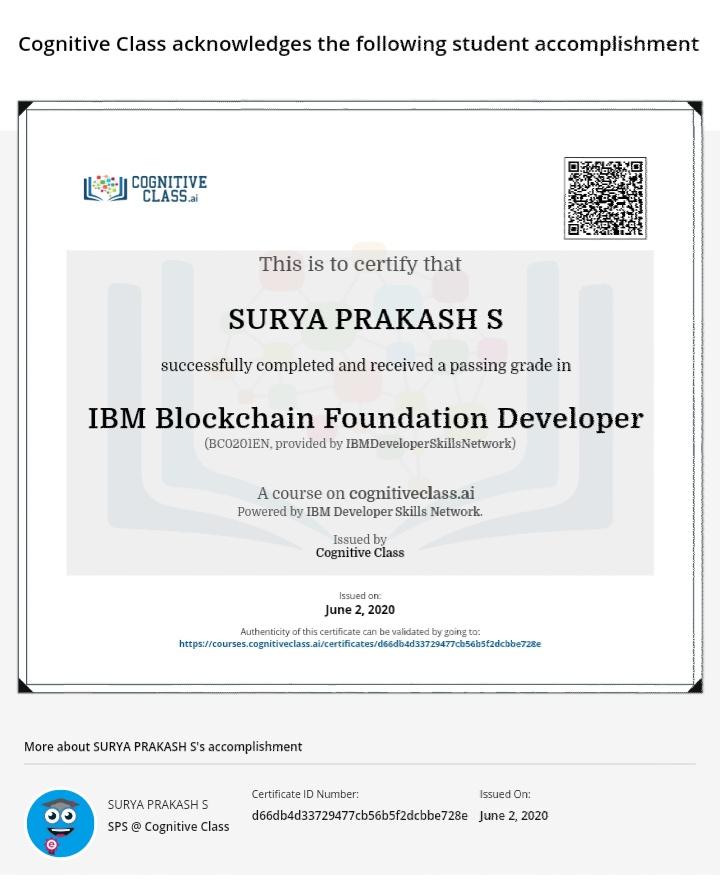 Cognitive Class acknowledges the following student accomplishment
COGNITIVE
CLASS.ai
This is to certify that
SURYA PRAKASH S
successfully completed and received a passing grade in
IBM Blockchain Foundation Developer
(BC0201EN, provided by IBMDeveloperSkillsNetwork)
A course on cognitiveclass.ai
Powered by IBM Developer Skills Network.
Issued by
Cognitive Class
Issued on:
June 2, 2020
Authenticity of this certificate can be validated by going to:
https://courses.cognitiveclass.ai/certificates/d66db4d33729477cb56b5f2dcbbe728e
More about SURYA PRAKASH S's accomplishment
SURYA PRAKASH S
SPS @ Cognitive Class
Certificate ID Number:
d66db4d33729477cb56b5f2dcbbe728e
Issued On:
June 2, 2020
e